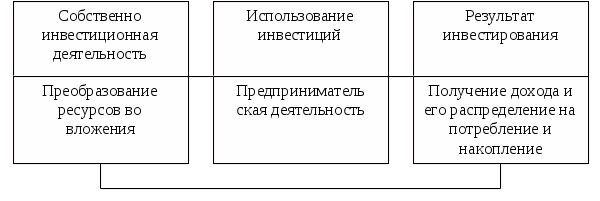 Собственно
инвестиционная
деятельность
Использование
инвестиций
Результат
инвестирования
Преобразование
ресурсов во
вложения
Предприниматель
ская деятельность
Получение дохода и
его распределение на
потребление и
накопление